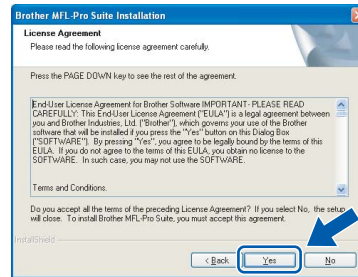 Brother MFL-Pro Suite Installation
License Agreement
Please read the following license agreement carefully.
Press the PAGE DOWN key to see the rest of the agreement.
End-User License Agreement for Brother Software IMPORTANT- PLEASE READ
CAREFULLY: This End-User License Agreement ("EULA") is a legal agreement between
you and Brother Industries, Ltd. ("Brother"), which governs your use of the Brother
software that will be installed if you press the "Yes" button on this Dialog Box
("SOFTWARE"). By pressing "Yes", you agree to be legally bound by the terms of this
EULA. If you do not agree to the terms of this EULA, you obtain no license to the
SOFTWARE. In such case, you may not use the SOFTWARE.
Terms and Conditions.
Do you accept all the terms of the preceding License Agreement? If you select No, the setup
will close. To install Brother MFL-Pro Suite, you must accept this agreement.
InstallShield
< Back Yes No